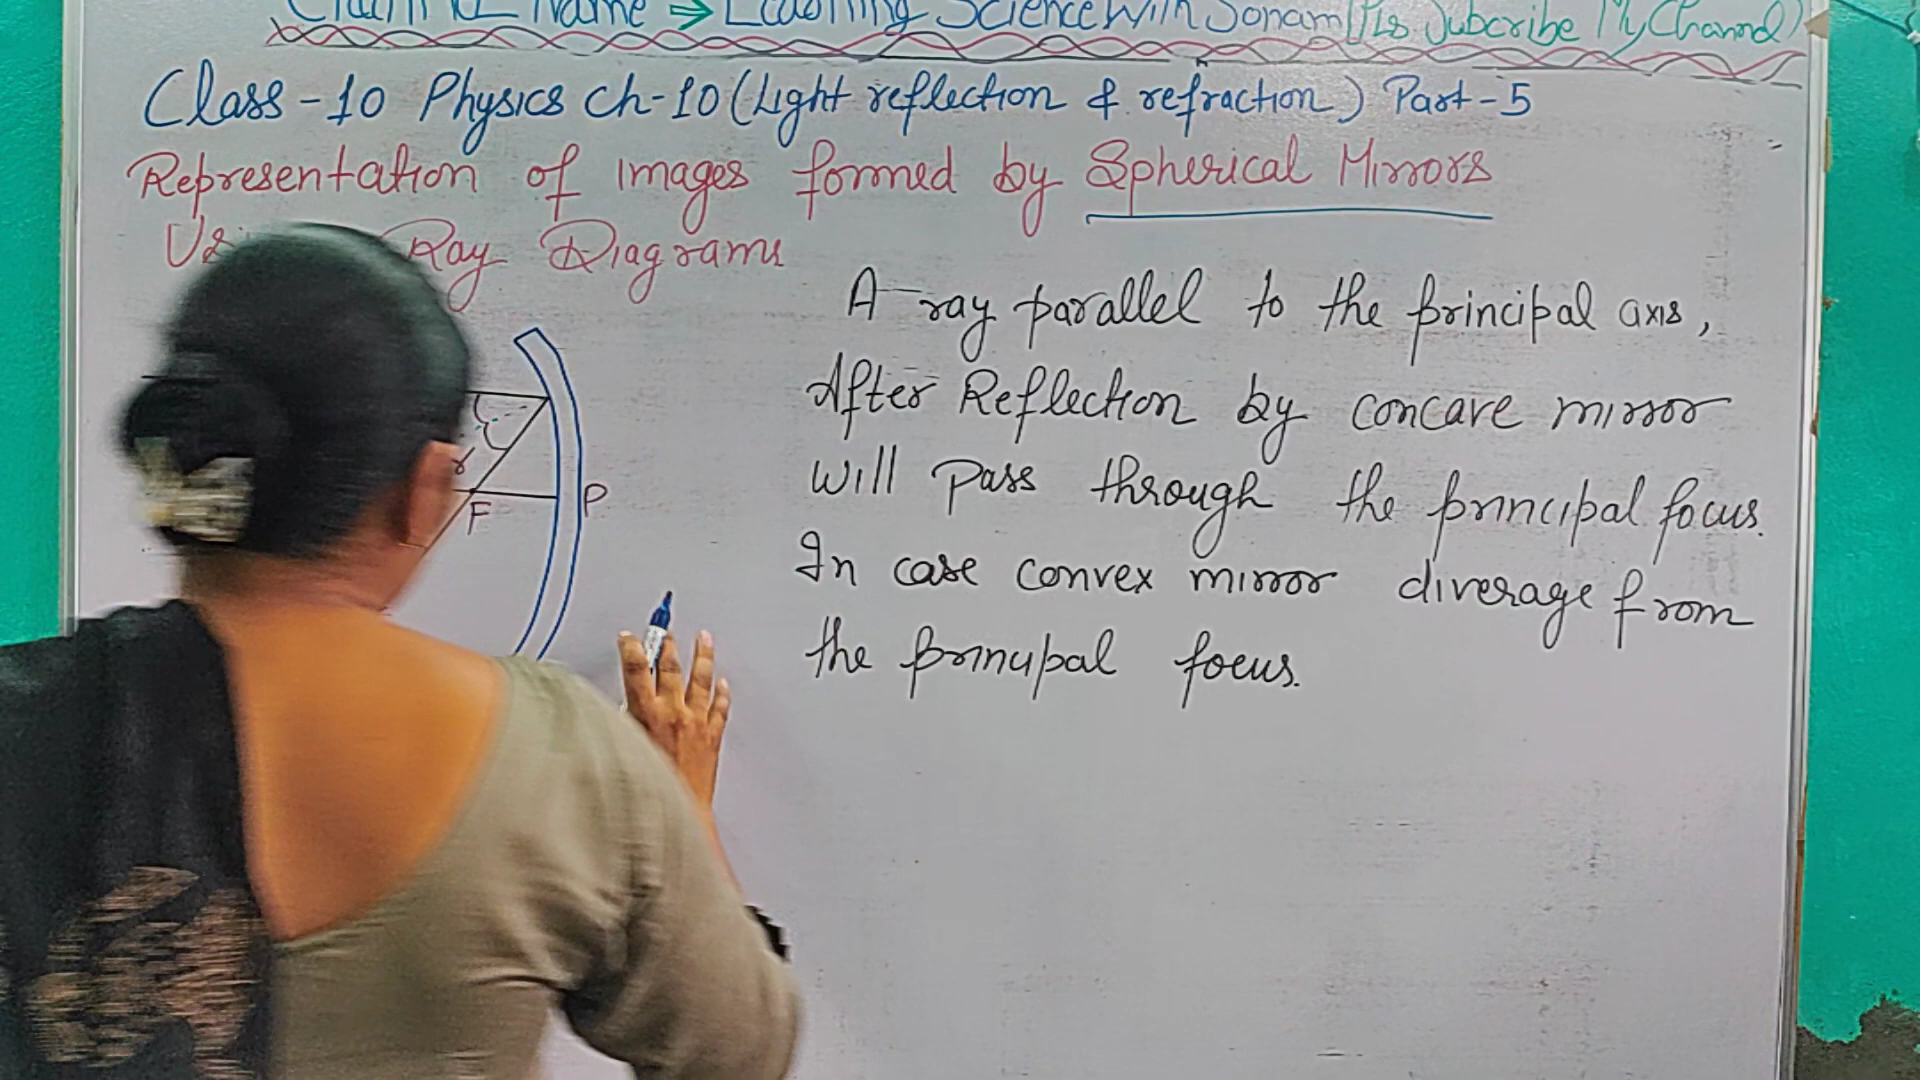 Channel Name ⇒ Learning Science With Sonam (Pls Subcribe My Channel)
Class-10 Physics Ch-10 (Light reflection & refraction) Part-5
Representation of images formed by Spherical Mirrors
Ray Diagrams
A ray parallel to the principal axis,
After Reflection by concave mirror
will pass through the principal focus.
In case convex mirror diverage from
the principal focus.
r
F
P